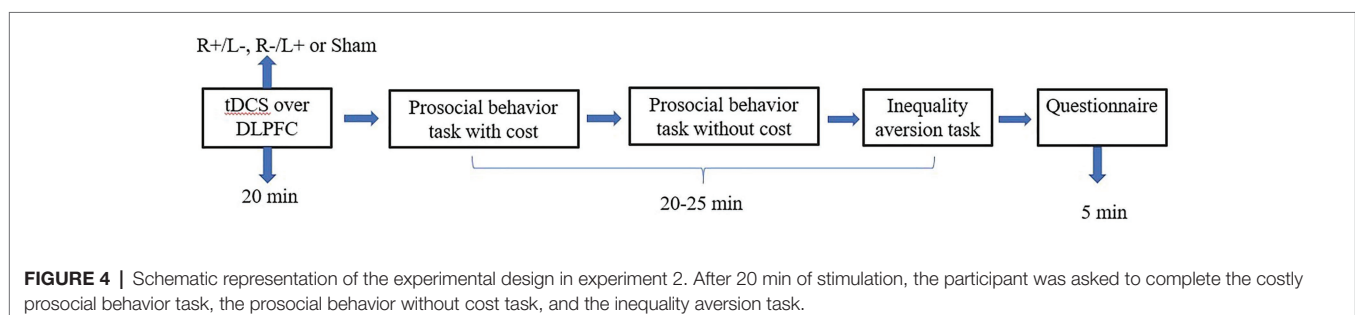 R+/L-, R-/L+ or Sham
tDCS over
DLPFC
Prosocial behavior
task with cost
Prosocial behavior
task without cost
Inequality
aversion task
Questionnaire
20 min
20-25 min
5 min
FIGURE 4 | Schematic representation of the experimental design in experiment 2. After 20 min of stimulation, the participant was asked to complete the costly
prosocial behavior task, the prosocial behavior without cost task, and the inequality aversion task.